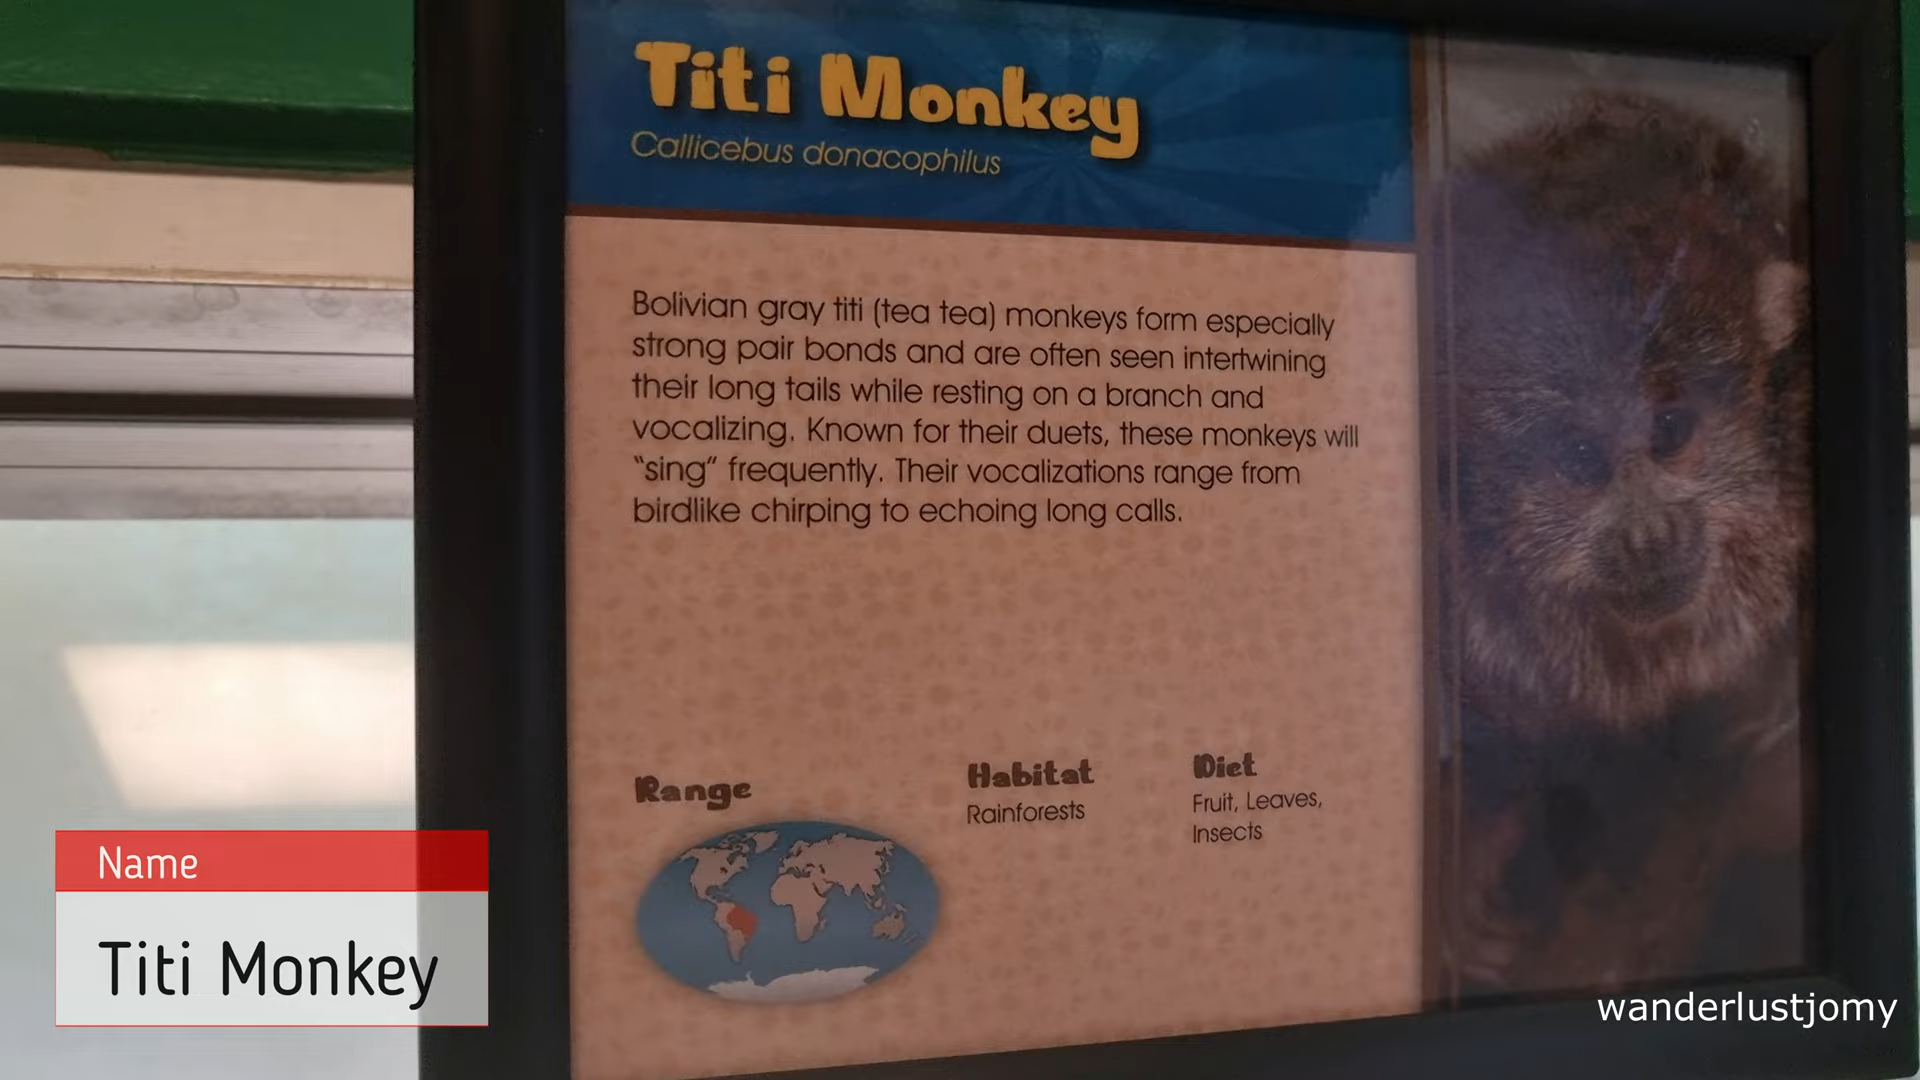 Titi Monkey
Callicebus donacophilus
Bolivian gray titi (tea tea) monkeys form especially
strong pair bonds and are often seen intertwining
their long tails while resting on a branch and
vocalizing. Known for their duets, these monkeys will
"sing" frequently. Their vocalizations range from
birdlike chirping to echoing long calls.
Range
Habitat
Rainforests
Diet
Fruit, Leaves,
Insects
Name
Titi Monkey
wanderlustjomy